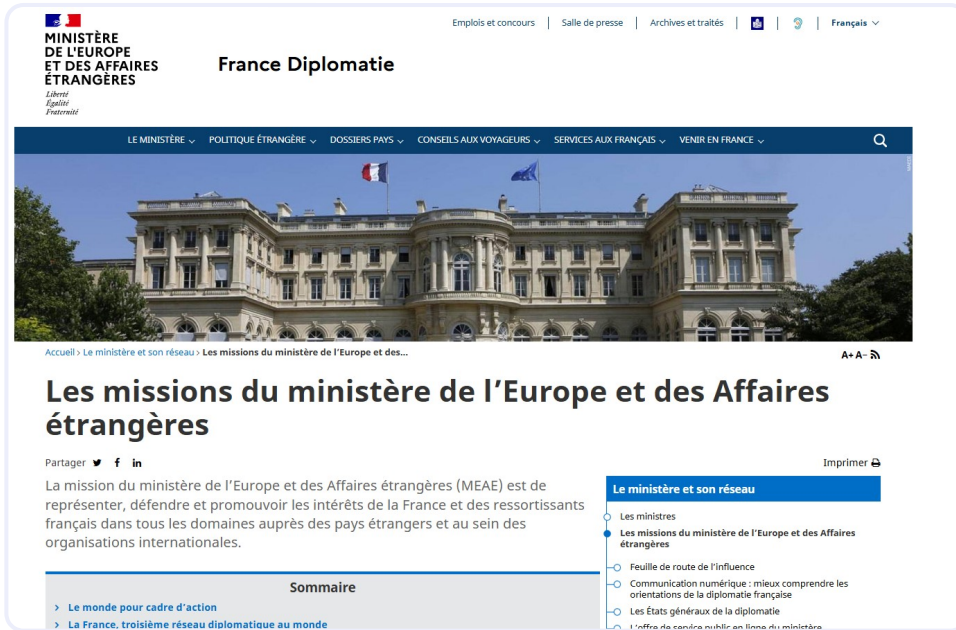 MINISTÈRE
DE L'EUROPE
ET DES AFFAIRES
ÉTRANGÈRES
Liberté
Égalité
Fraternité
France Diplomatie
Emplois et concours | Salle de presse | Archives et traités | | | Français
LE MINISTÈRE POLITIQUE ÉTRANGÈRE DOSSIERS PAYS CONSEILS AUX VOYAGEURS SERVICES AUX FRANÇAIS VENIR EN FRANCE
Accueil › Le ministère et son réseau › Les missions du ministère de l'Europe et des...
A+ A-
Les missions du ministère de l'Europe et des Affaires
étrangères
Partager
Imprimer
La mission du ministère de l'Europe et des Affaires étrangères (MEAE) est de
représenter, défendre et promouvoir les intérêts de la France et des ressortissants
français dans tous les domaines auprès des pays étrangers et au sein des
organisations internationales.
Sommaire
> Le monde pour cadre d'action
> La France, troisième réseau diplomatique au monde
Le ministère et son réseau
Les ministres
Les missions du ministère de l'Europe et des Affaires
étrangères
Feuille de route de l'influence
Communication numérique : mieux comprendre les
orientations de la diplomatie française
Les États généraux de la diplomatie
L'offre de service public en ligne du ministère